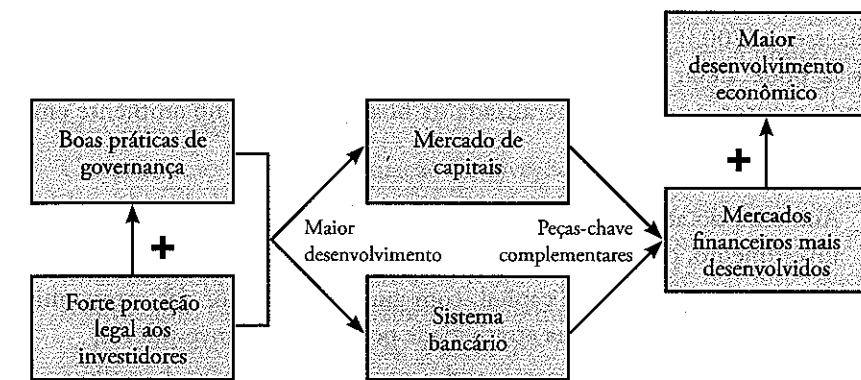 Maior
desenvolvimento
econômico
Boas práticas de
governança
Mercado de
capitais
+
+
Maior
desenvolvimento
Peças-chave
complementares
Mercados
financeiros mais
desenvolvidos
Forte proteção
legal aos
investidores
Sistema
bancário